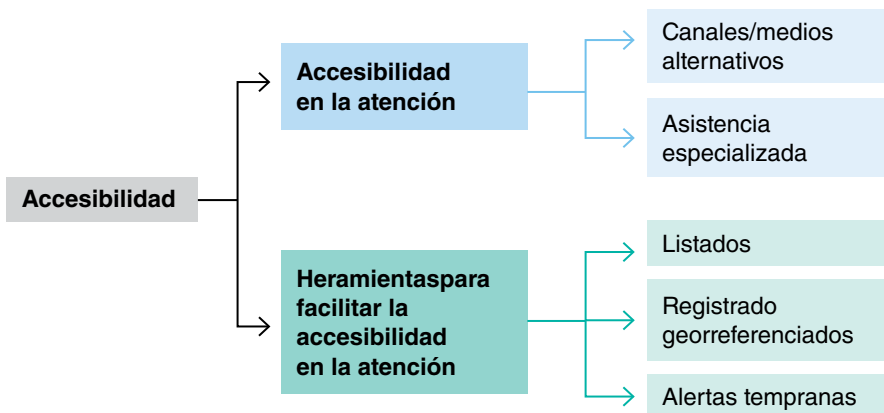 Accesibilidad
Accesibilidad
en la atención
Canales/medios
alternativos
Asistencia
especializada
Heramientaspara
facilitar la
accesibilidad
en la atención
Listados
Registrado
georreferenciados
Alertas tempranas